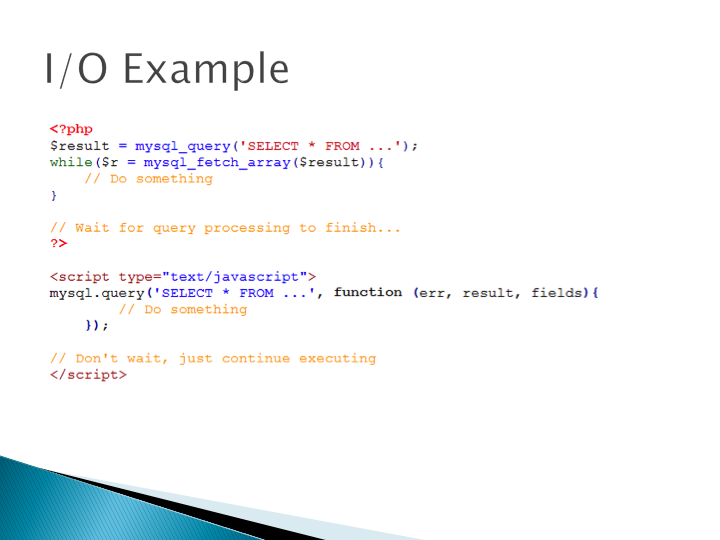 I/O Example
<?php
$result = mysql_query('SELECT * FROM ...');
while($r = mysql_fetch_array($result)){
    // Do something
}
// Wait for query processing to finish...
?>
<script type="text/javascript">
mysql.query('SELECT * FROM ...', function (err, result, fields){
        // Do something
    });
// Don't wait, just continue executing
</script>